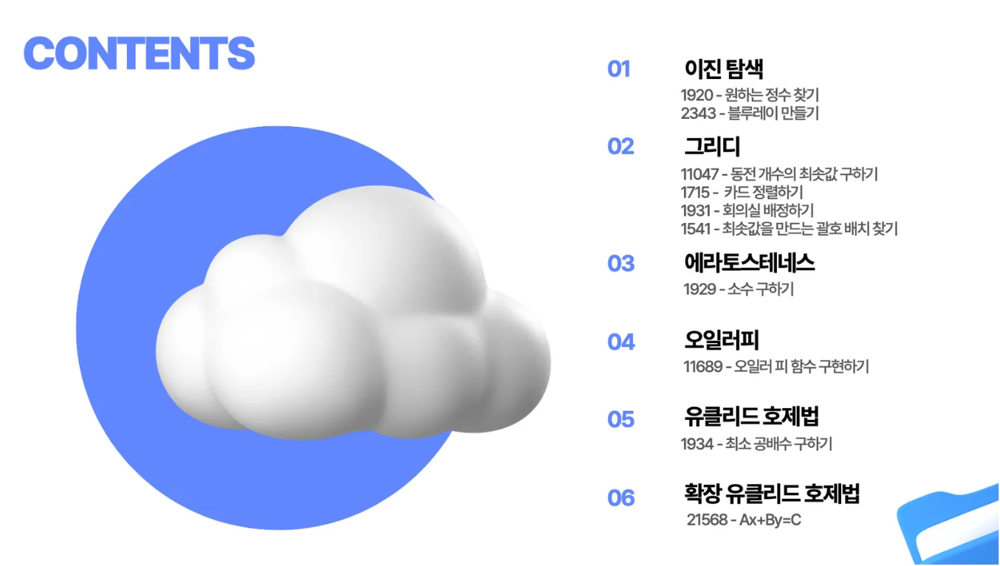 CONTENTS
01 이진 탐색
1920 - 원하는 정수 찾기
2343 - 블루레이 만들기
02 그리디
11047 - 동전 개수의 최솟값 구하기
1715 - 카드 정렬하기
1931 - 회의실 배정하기
1541 - 최솟값을 만드는 괄호 배치 찾기
03 에라토스테네스
1929 - 소수 구하기
04 오일러피
11689 - 오일러 피 함수 구현하기
05 유클리드 호제법
1934 - 최소 공배수 구하기
06 확장 유클리드 호제법
21568 - Ax+By=C